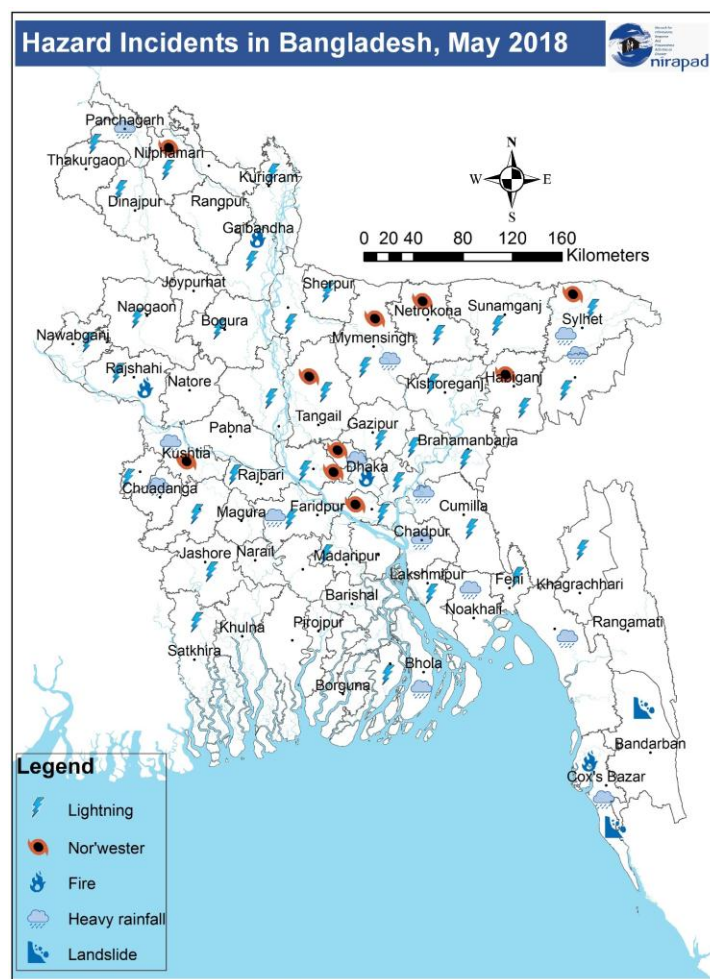 Hazard Incidents in Bangladesh, May 2018
nirapad
Panchagarh
Thakurgaon
Nilphamari
Kurigram
Dinajpur
Rangpur
Gaibandha
N
W E
S
0 20 40 80 120 160
Kilometers
Joypurhat
Sherpur
Naogaon
Bogura
Netrokona
Sunamganj
Sylhet
Nawabganj
Mymensingh
Rajshahi
Natore
Kishoreganj
Habiganj
Tangail
Pabna
Gazipur
Brahamanbaria
Kushtia
Dhaka
Rajbari
Chuadanga
Magura
Faridpur
Cumilla
Chadpur
Jashore
Narail
Madaripur
Lakshmipur
Feni
Khagrachhari
Barishal
Noakhali
Khulna
Pirojpur
Rangamati
Satkhira
Bhola
Borguna
Bandarban
Cox's Bazar
Legend
Lightning
Nor'wester
Fire
Heavy rainfall
Landslide